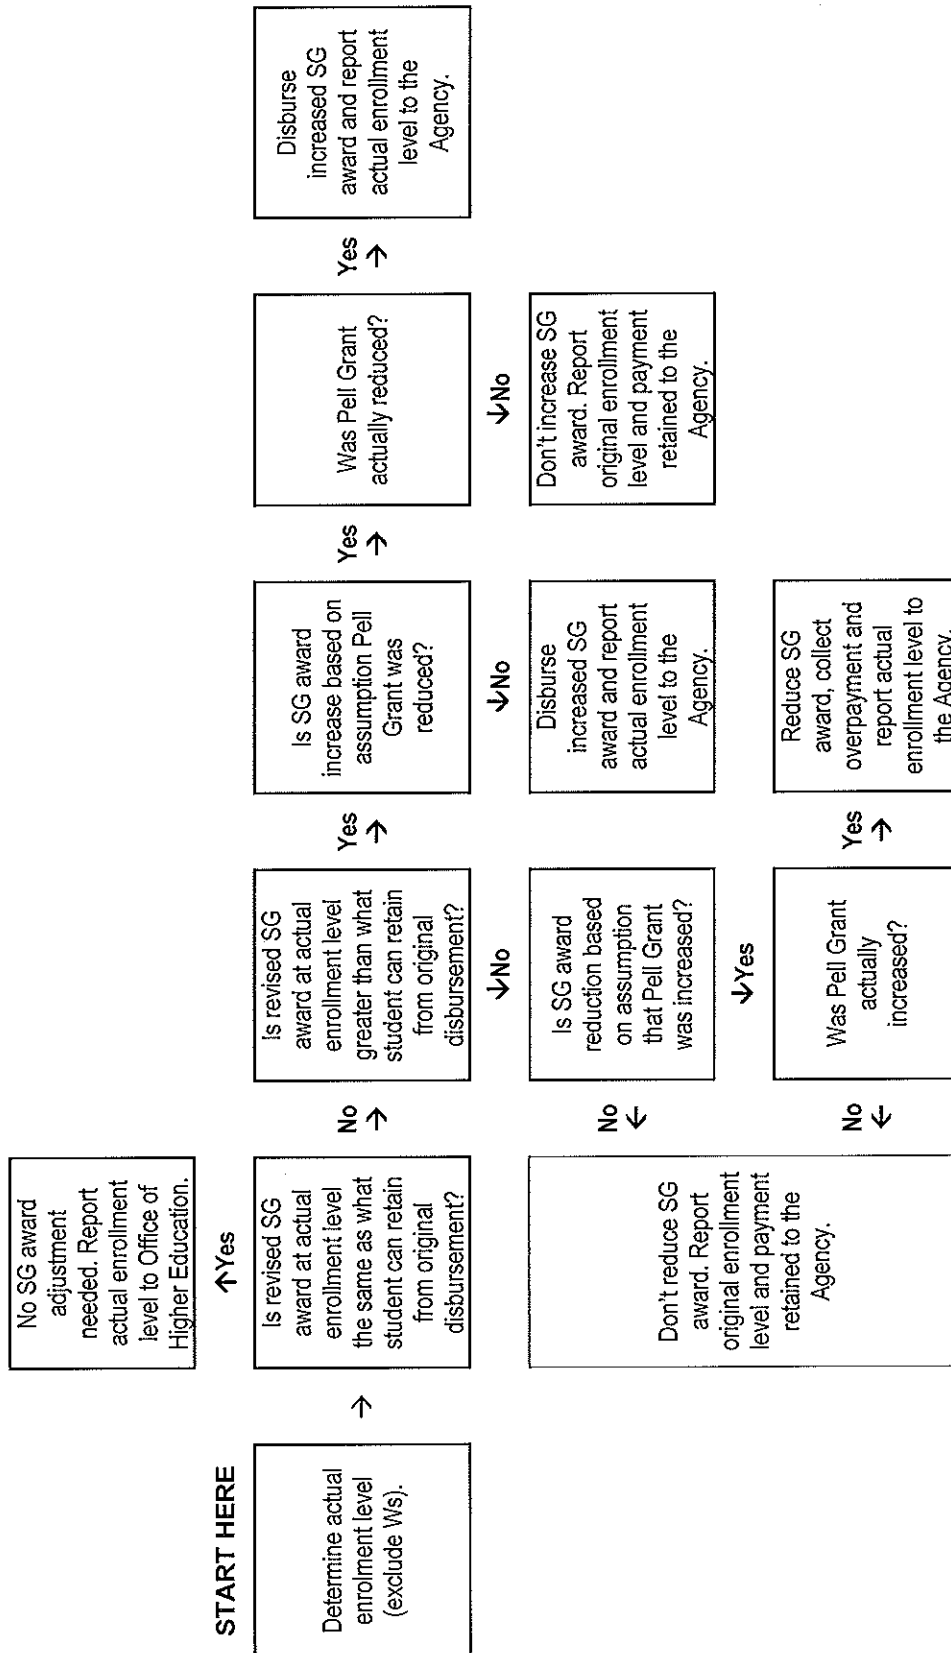 START HERE
Determine actual
enrolment level
(exclude Ws).
→
No SG award
adjustment
needed. Report
actual enrollment
level to Office of
Higher Education.
↑Yes
Is revised SG
award at actual
enrollment level
the same as what
student can retain
from original
disbursement?
No
→
Is revised SG
award at actual
enrollment level
greater than what
student can retain
from original
disbursement?
Yes
→
Is SG award
increase based on
assumption Pell
Grant was
reduced?
Yes
→
Was Pell Grant
actually reduced?
Yes
→
Disburse
increased SG
award and report
actual enrollment
level to the
Agency.
↓No
↓No
↓No
Don't reduce SG
award. Report
original enrollment
level and payment
retained to the
Agency.
No
←
Is SG award
reduction based
on assumption
that Pell Grant
was increased?
Disburse
increased SG
award and report
actual enrollment
level to the
Agency.
Don't increase SG
award. Report
original enrollment
level and payment
retained to the
Agency.
↓Yes
No
←
Was Pell Grant
actually
increased?
Yes
→
Reduce SG
award, collect
overpayment and
report actual
enrollment level to
the Agency.